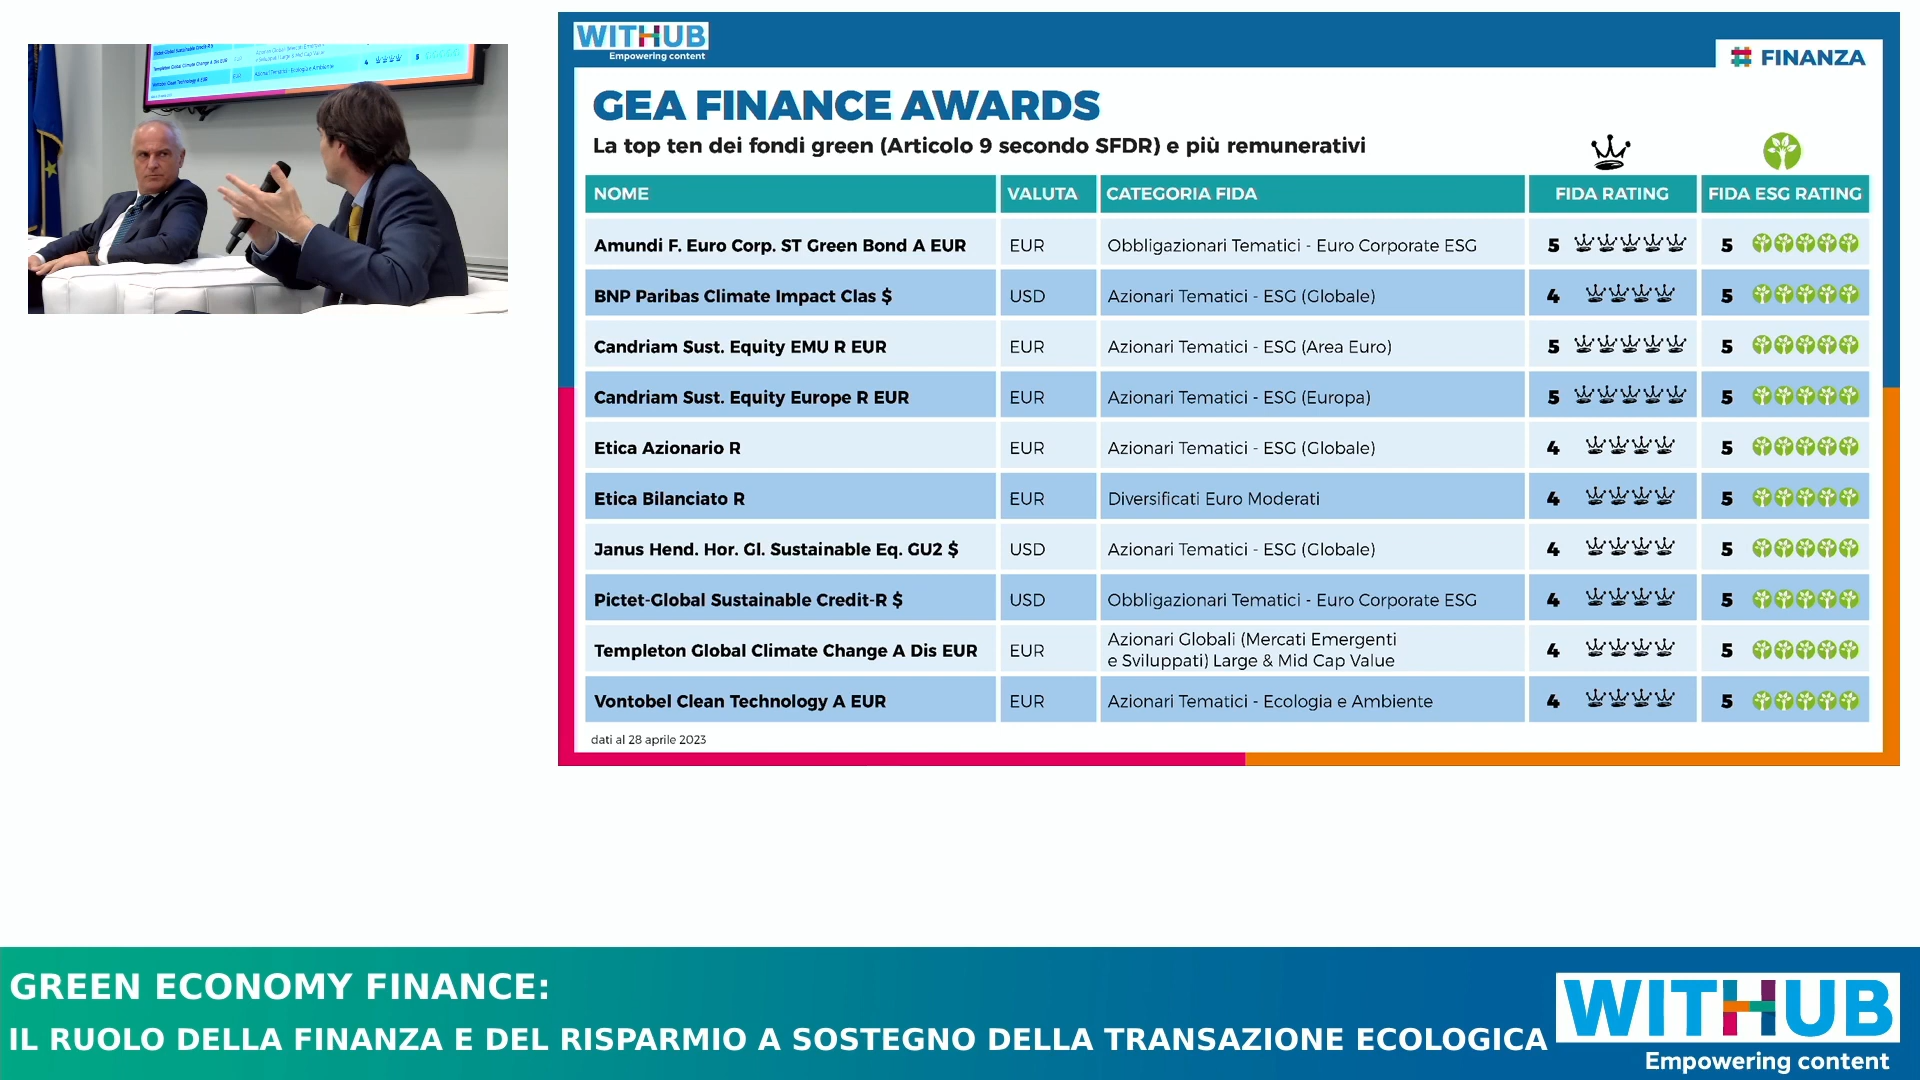 WITHUB
Empowering content
FINANZA
GEA FINANCE AWARDS
La top ten dei fondi green (Articolo 9 secondo SFDR) e più remunerativi
NOME VALUTA CATEGORIA FIDA FIDA RATING FIDA ESG RATING
Amundi F. Euro Corp. ST Green Bond A EUR EUR Obbligazionari Tematici - Euro Corporate ESG 5 5
BNP Paribas Climate Impact Clas $ USD Azionari Tematici - ESG (Globale) 4 5
Candriam Sust. Equity EMU R EUR EUR Azionari Tematici - ESG (Area Euro) 5 5
Candriam Sust. Equity Europe R EUR EUR Azionari Tematici - ESG (Europa) 5 5
Etica Azionario R EUR Azionari Tematici - ESG (Globale) 4 5
Etica Bilanciato R EUR Diversificati Euro Moderati 4 5
Janus Hend. Hor. Gl. Sustainable Eq. GU2 $ USD Azionari Tematici - ESG (Globale) 4 5
Pictet-Global Sustainable Credit-R $ USD Obbligazionari Tematici - Euro Corporate ESG 4 5
Templeton Global Climate Change A Dis EUR EUR Azionari Globali (Mercati Emergenti
e Sviluppati) Large & Mid Cap Value 4 5
Vontobel Clean Technology A EUR EUR Azionari Tematici - Ecologia e Ambiente 4 5
dati al 28 aprile 2023
GREEN ECONOMY FINANCE:
IL RUOLO DELLA FINANZA E DEL RISPARMIO A SOSTEGNO DELLA TRANSAZIONE ECOLOGICA
WITHUB
Empowering content